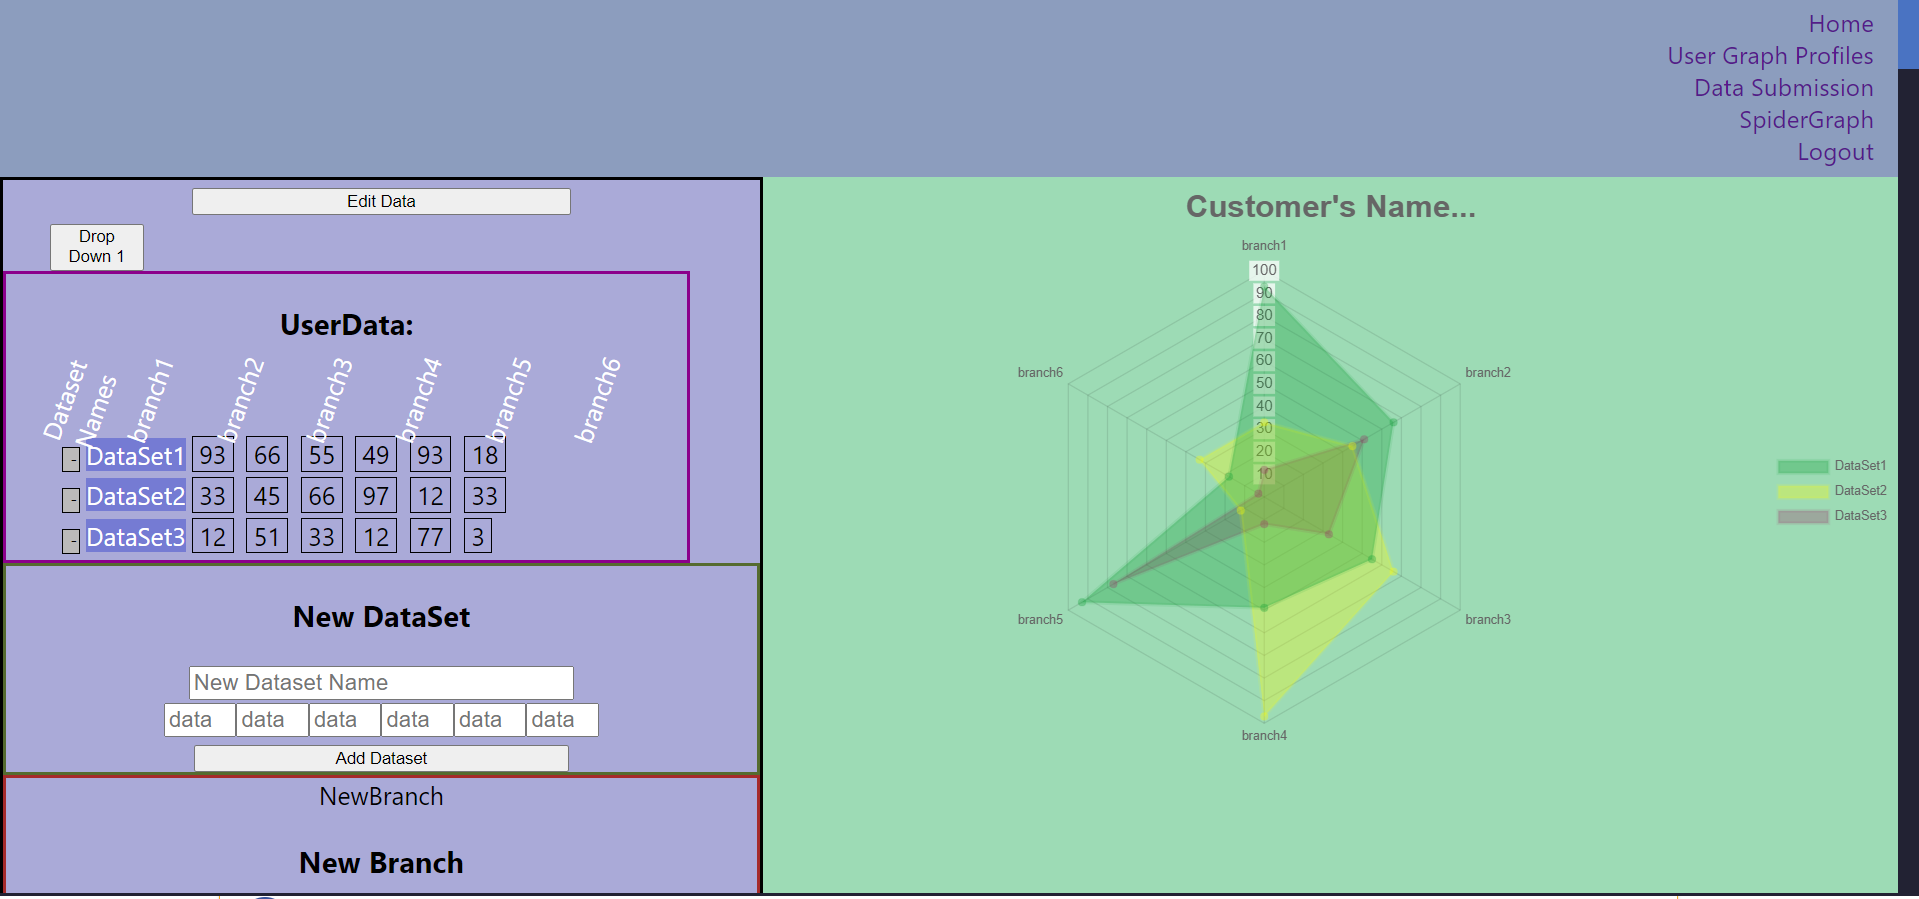 Home
User Graph Profiles
Data Submission
SpiderGraph
Logout
Edit Data
Drop
Down 1
UserData:
Dataset
Names
branch1
branch2
branch3
branch4
branch5
branch6
- DataSet1 93 66 55 49 93 18
- DataSet2 33 45 66 97 12 33
- DataSet3 12 51 33 12 77 3
New DataSet
New Dataset Name
data data data data data data
Add Dataset
NewBranch
New Branch
Customer's Name...
branch1
100
90
80
70
60
50
40
30
20
10
branch2
branch3
branch4
branch5
branch6
DataSet1
DataSet2
DataSet3